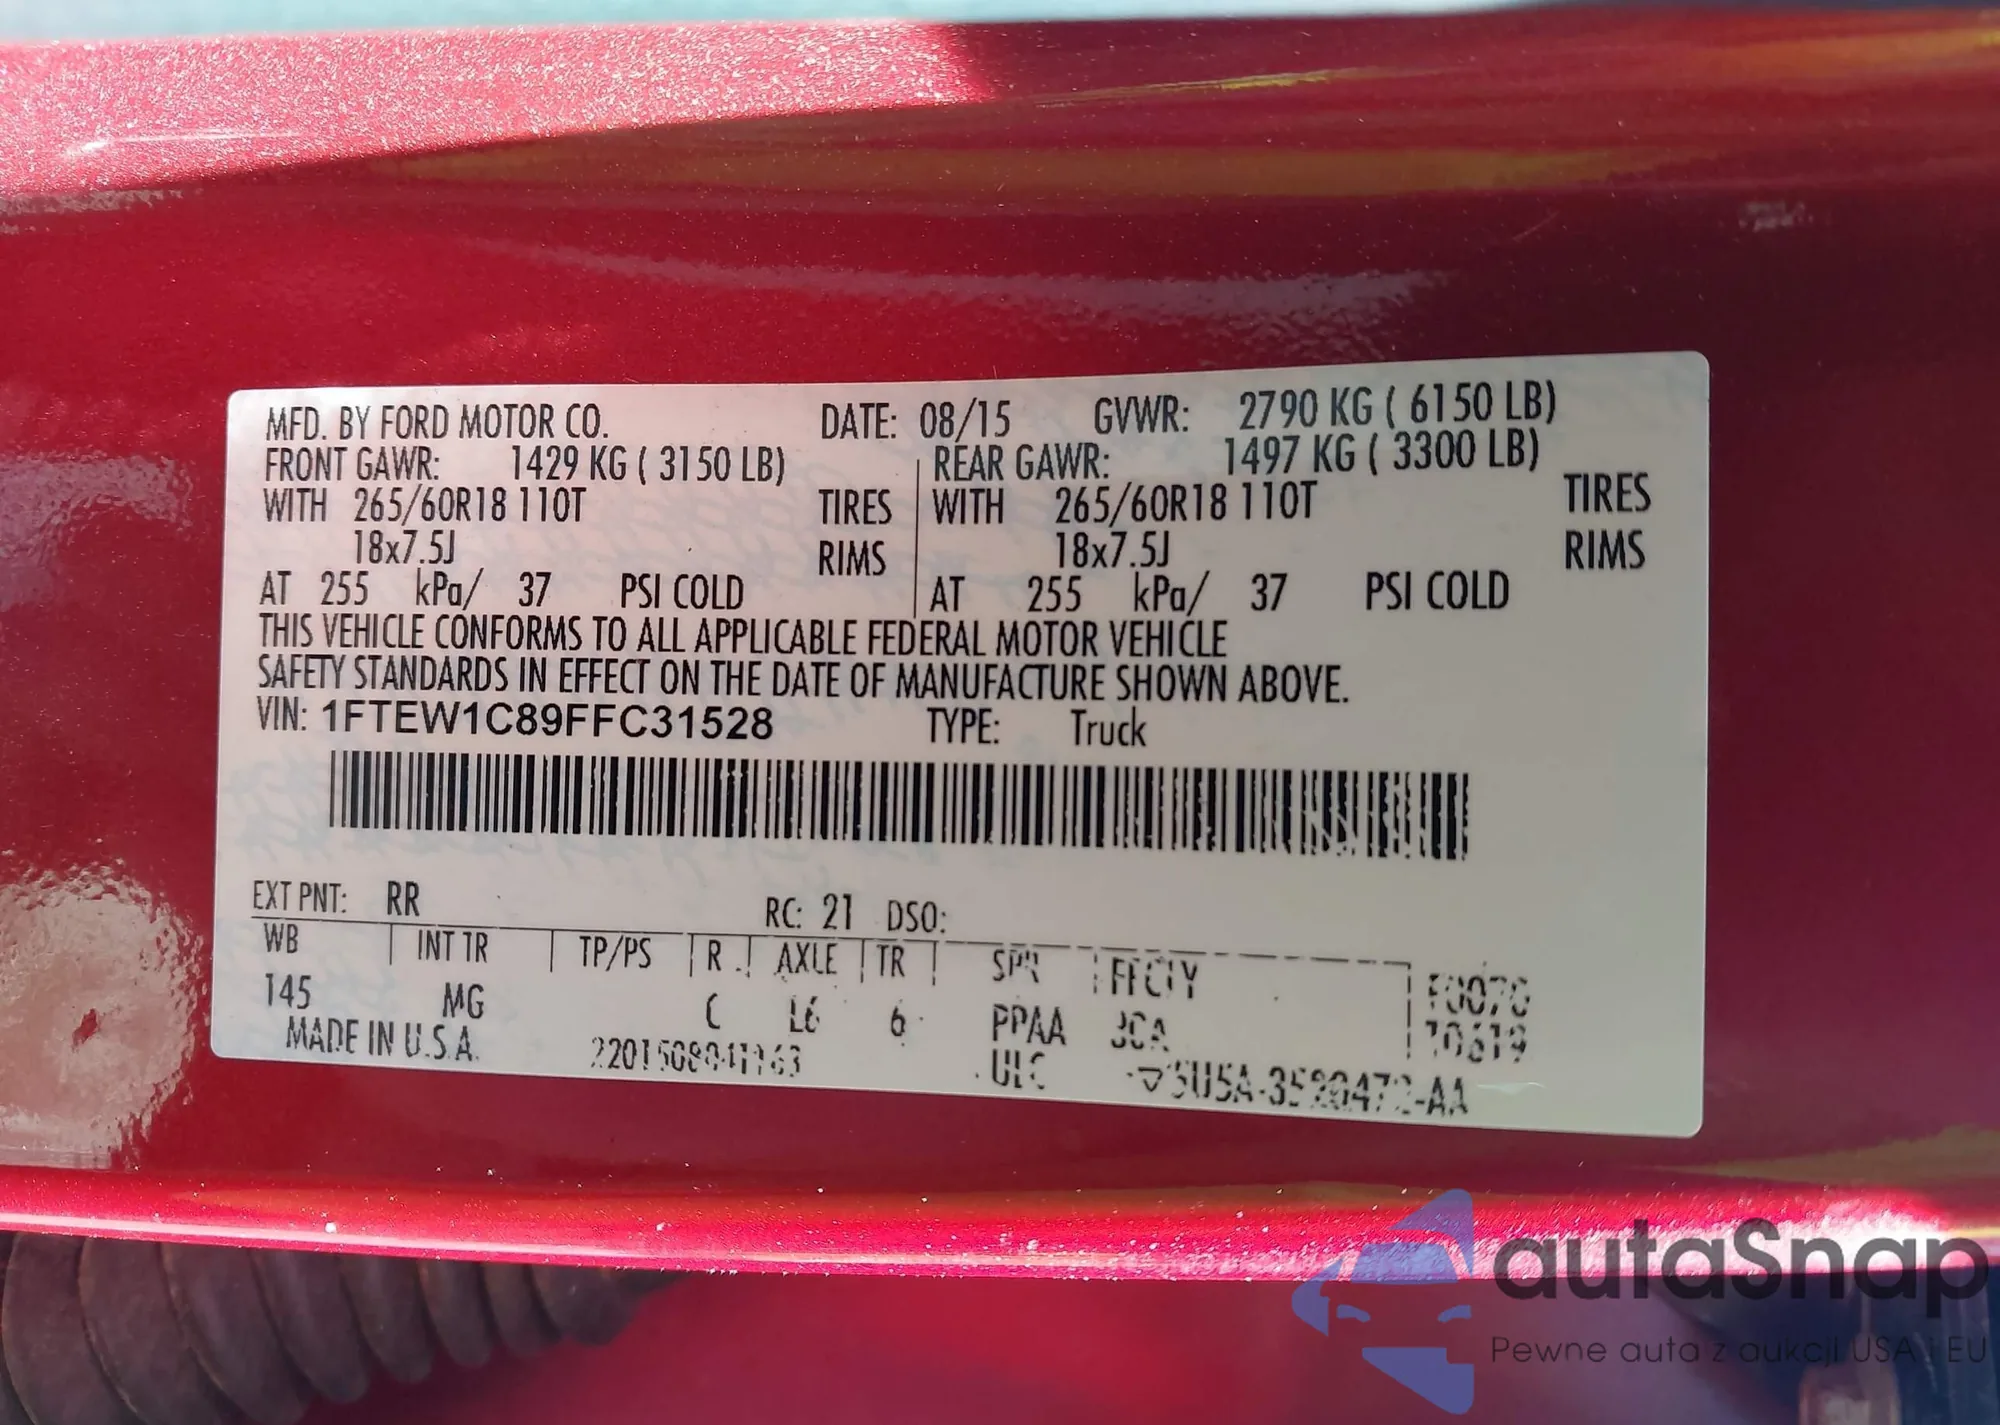 MFD. BY FORD MOTOR CO. DATE: 08/15 GVWR: 2790 KG ( 6150 LB)
FRONT GAWR: 1429 KG ( 3150 LB) REAR GAWR: 1497 KG ( 3300 LB)
WITH 265/60R18 110T TIRES WITH 265/60R18 110T TIRES
18x7.5J RIMS 18x7.5J RIMS
AT 255 kPa/ 37 PSI COLD AT 255 kPa/ 37 PSI COLD
THIS VEHICLE CONFORMS TO ALL APPLICABLE FEDERAL MOTOR VEHICLE
SAFETY STANDARDS IN EFFECT ON THE DATE OF MANUFACTURE SHOWN ABOVE.
VIN: 1FTEW1C89FFC31528 TYPE: Truck
EXT PNT: RR RC: 21 DSO:
WB INT TR TP/PS R AXLE TR SPR
145 MG C L6 6 PPAA
MADE IN U.S.A. ULC
autaSnap
Pewne auta z aukcji USA i EU